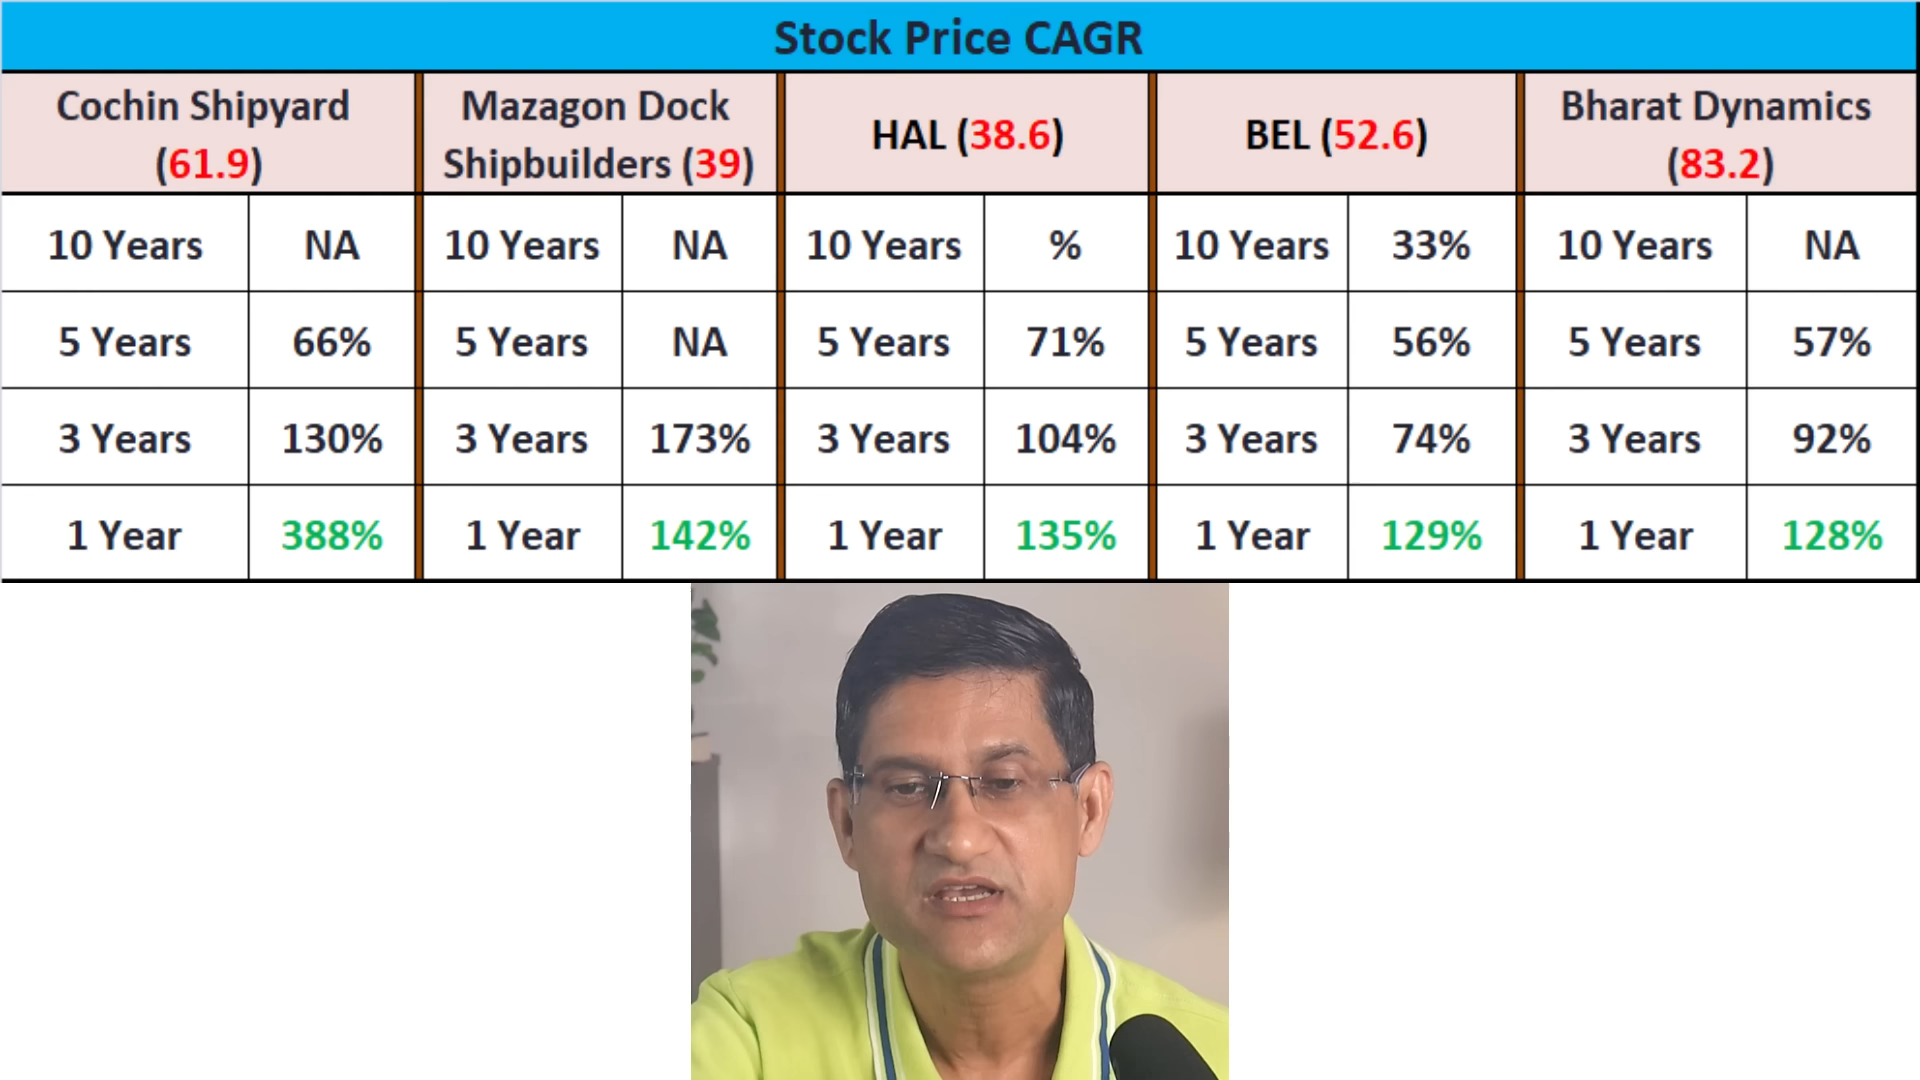 Stock Price CAGR
Cochin Shipyard
(61.9)
Mazagon Dock
Shipbuilders (39)
HAL (38.6)
BEL (52.6)
Bharat Dynamics
(83.2)
10 Years NA 10 Years NA 10 Years % 10 Years 33% 10 Years NA
5 Years 66% 5 Years NA 5 Years 71% 5 Years 56% 5 Years 57%
3 Years 130% 3 Years 173% 3 Years 104% 3 Years 74% 3 Years 92%
1 Year 388% 1 Year 142% 1 Year 135% 1 Year 129% 1 Year 128%